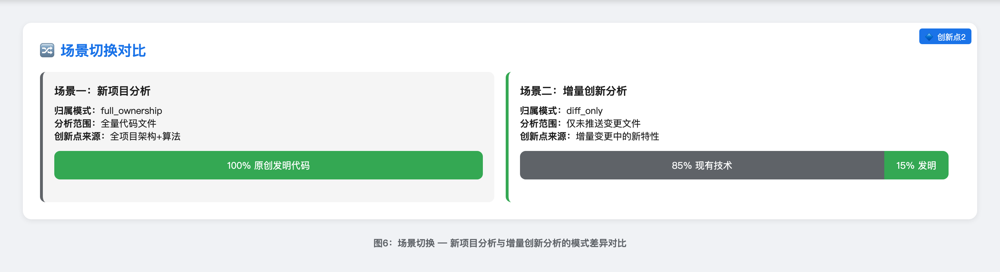 创新点2
场景切换对比
场景一：新项目分析
归属模式：full_ownership
分析范围：全量代码文件
创新点来源：全项目架构+算法
100% 原创发明代码
场景二：增量创新分析
归属模式：diff_only
分析范围：仅未推送变更文件
创新点来源：增量变更中的新特性
85% 现有技术
15% 发明
图6：场景切换 — 新项目分析与增量创新分析的模式差异对比